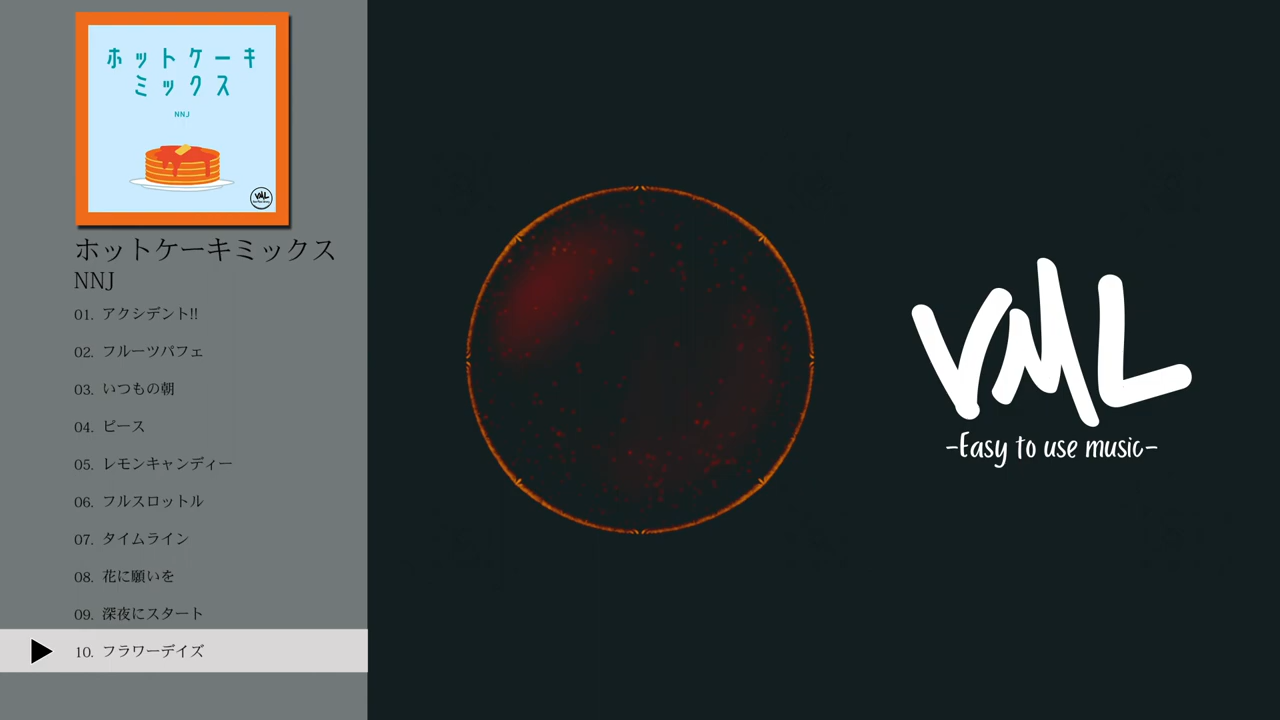 ホットケーキ
ミックス
NNJ
VML
ホットケーキミックス
NNJ
01. アクシデント!!
02. フルーツパフェ
03. いつもの朝
04. ピース
05. レモンキャンディー
06. フルスロットル
07. タイムライン
08. 花に願いを
09. 深夜にスタート
10. フラワーデイズ
VML
-Easy to use music-